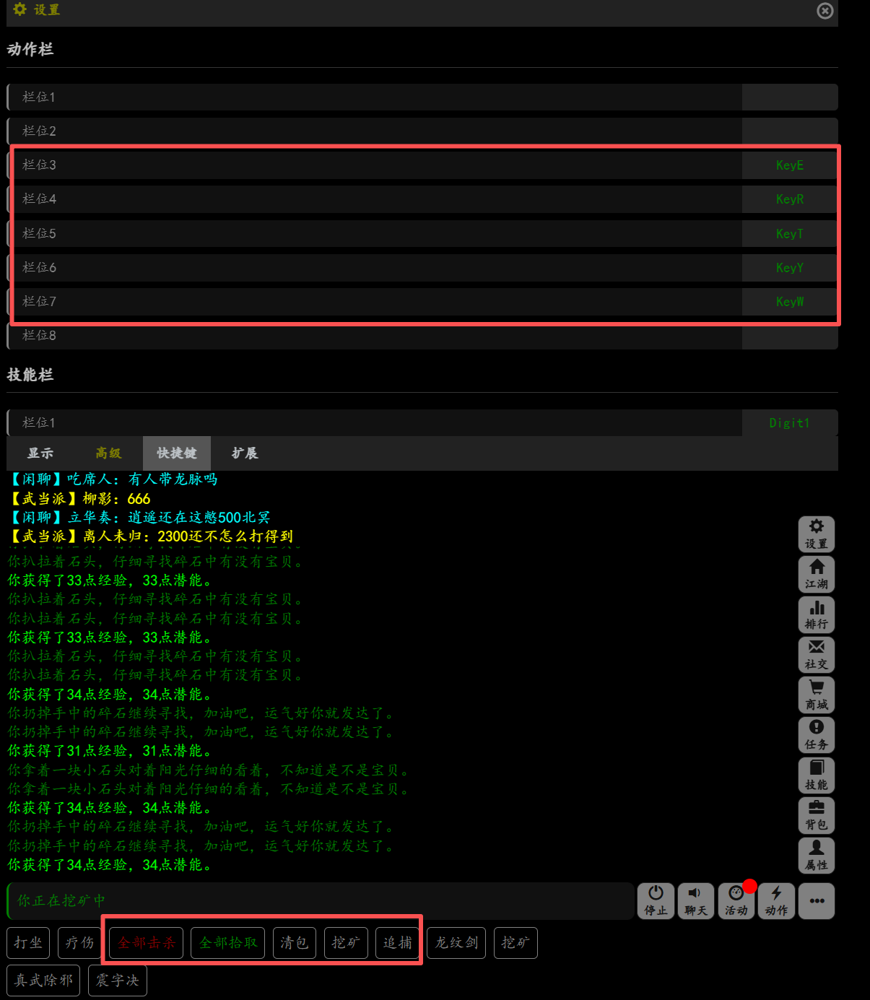 设置
动作栏
栏位1
栏位2
栏位3 KeyE
栏位4 KeyR
栏位5 KeyT
栏位6 KeyY
栏位7 KeyW
栏位8
技能栏
栏位1 Digit1
显示 高级 快捷键 扩展
【闲聊】吃席人：有人带龙脉吗
【武当派】柳影：666
【闲聊】立华奏：逍遥还在这憋500北冥
【武当派】离人未归：2300还不怎么打得到
你扒拉着石头，仔细寻找碎石中有没有宝贝。
你获得了33点经验，33点潜能。
你扒拉着石头，仔细寻找碎石中有没有宝贝。
你扒拉着石头，仔细寻找碎石中有没有宝贝。
你获得了33点经验，33点潜能。
你扒拉着石头，仔细寻找碎石中有没有宝贝。
你扒拉着石头，仔细寻找碎石中有没有宝贝。
你获得了34点经验，34点潜能。
你扔掉手中的碎石继续寻找，加油吧，运气好你就发达了。
你扔掉手中的碎石继续寻找，加油吧，运气好你就发达了。
你获得了31点经验，31点潜能。
你拿着一块小石头对着阳光仔细的看着，不知道是不是宝贝。
你拿着一块小石头对着阳光仔细的看着，不知道是不是宝贝。
你获得了34点经验，34点潜能。
你扔掉手中的碎石继续寻找，加油吧，运气好你就发达了。
你扔掉手中的碎石继续寻找，加油吧，运气好你就发达了。
你获得了34点经验，34点潜能。
设置
江湖
排行
社交
商城
任务
技能
背包
属性
你正在挖矿中
停止 聊天 活动 动作
打坐 疗伤 全部击杀 全部拾取 清包 挖矿 追捕 龙纹剑 挖矿
真武除邪 震字决